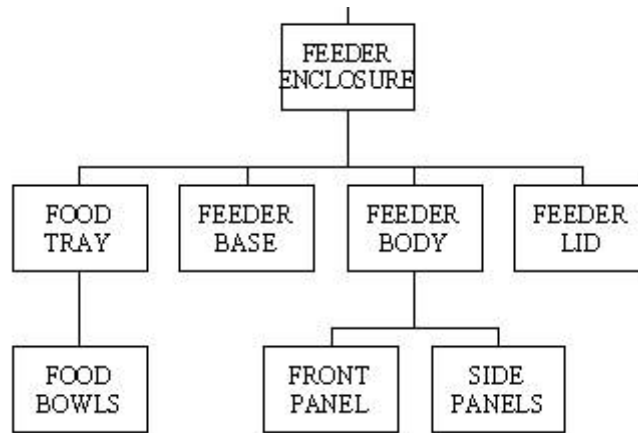 FEEDER
ENCLOSURE
FOOD
TRAY
FEEDER
BASE
FEEDER
BODY
FEEDER
LID
FOOD
BOWLS
FRONT
PANEL
SIDE
PANELS